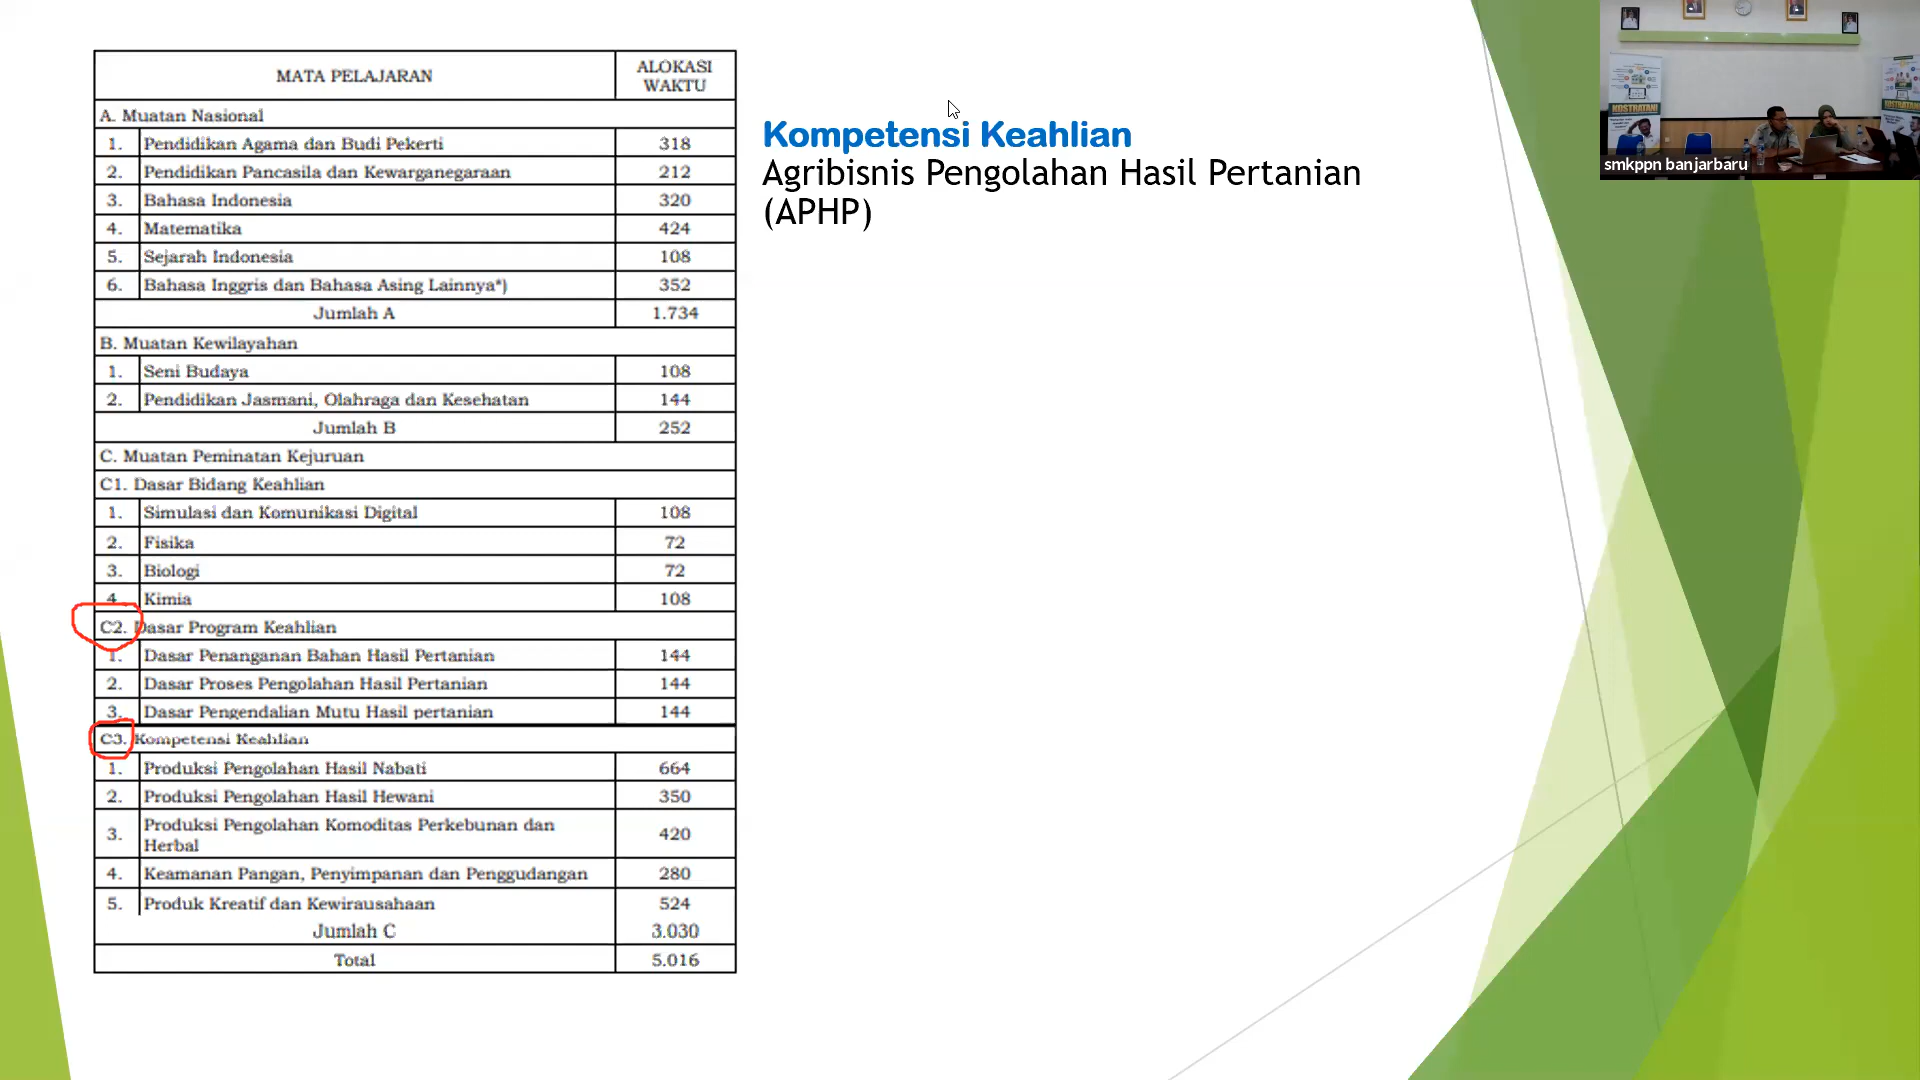 MATA PELAJARAN ALOKASI WAKTU
A. Muatan Nasional
1. Pendidikan Agama dan Budi Pekerti 318
2. Pendidikan Pancasila dan Kewarganegaraan 212
3. Bahasa Indonesia 320
4. Matematika 424
5. Sejarah Indonesia 108
6. Bahasa Inggris dan Bahasa Asing Lainnya*) 352
Jumlah A 1.734
B. Muatan Kewilayahan
1. Seni Budaya 108
2. Pendidikan Jasmani, Olahraga dan Kesehatan 144
Jumlah B 252
C. Muatan Peminatan Kejuruan
C1. Dasar Bidang Keahlian
1. Simulasi dan Komunikasi Digital 108
2. Fisika 72
3. Biologi 72
4. Kimia 108
C2. Dasar Program Keahlian
1. Dasar Penanganan Bahan Hasil Pertanian 144
2. Dasar Proses Pengolahan Hasil Pertanian 144
3. Dasar Pengendalian Mutu Hasil pertanian 144
C3. Kompetensi Keahlian
1. Produksi Pengolahan Hasil Nabati 664
2. Produksi Pengolahan Hasil Hewani 350
3. Produksi Pengolahan Komoditas Perkebunan dan Herbal 420
4. Keamanan Pangan, Penyimpanan dan Penggudangan 280
5. Produk Kreatif dan Kewirausahaan 524
Jumlah C 3.030
Total 5.016
Kompetensi Keahlian
Agribisnis Pengolahan Hasil Pertanian
(APHP)
KOSTRATANI
KOSTRATANI
smkppn banjarbaru